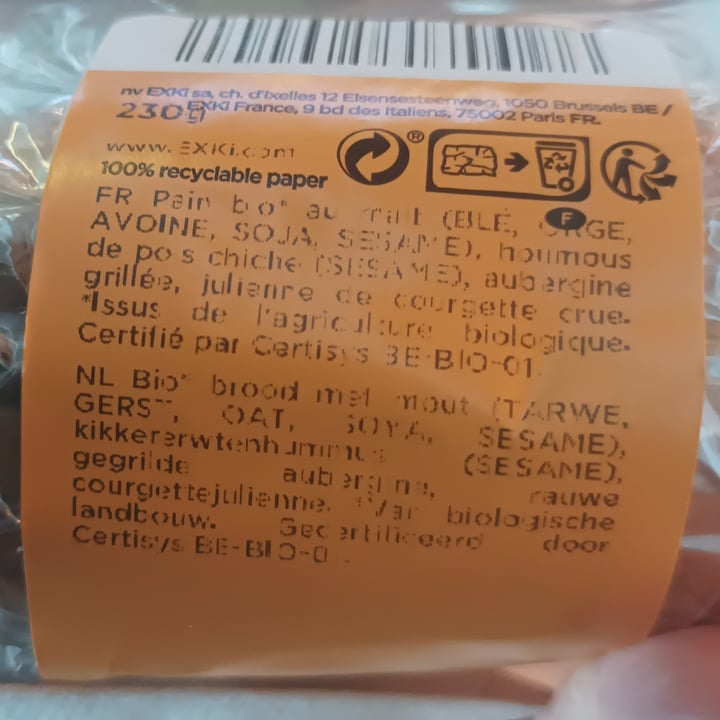 nv EXKI sa, ch. d'Ixelles 12 Elsensesteenweg, 1050 Brussels BE /
230g EXKI France, 9 bd des Italiens, 75002 Paris FR.
www.EXKi.com
100% recyclable paper
F
FR Pain bio* au malt (BLÉ, ORGE,
AVOINE, SOJA, SESAME), houmous
de pois chiche (SESAME), aubergine
grillée, julienne de courgette crue.
*Issus de l'agriculture biologique.
Certifié par Certisys BE-BIO-01.
NL Bio* brood met mout (TARWE,
GERST, OAT, SOYA, SESAME),
kikkererwtenhummus (SESAME),
gegrilde aubergine, rauwe
courgettejulienne. *Van biologische
landbouw. Gecertificeerd door
Certisys BE-BIO-0